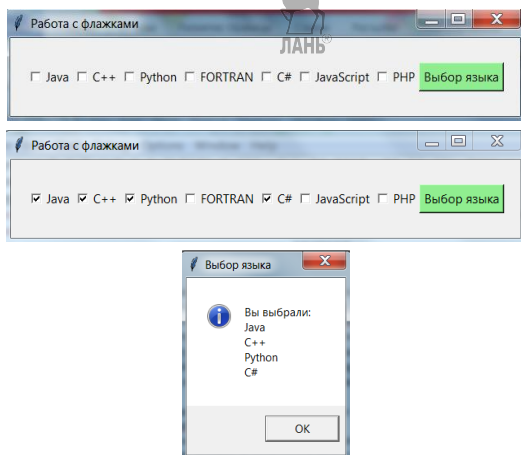 Работа с флажками
ЛАНЬ®
Java C++ Python FORTRAN C# JavaScript PHP Выбор языка
Работа с флажками
Java C++ Python FORTRAN C# JavaScript PHP Выбор языка
Выбор языка
Вы выбрали:
Java
C++
Python
C#
OK